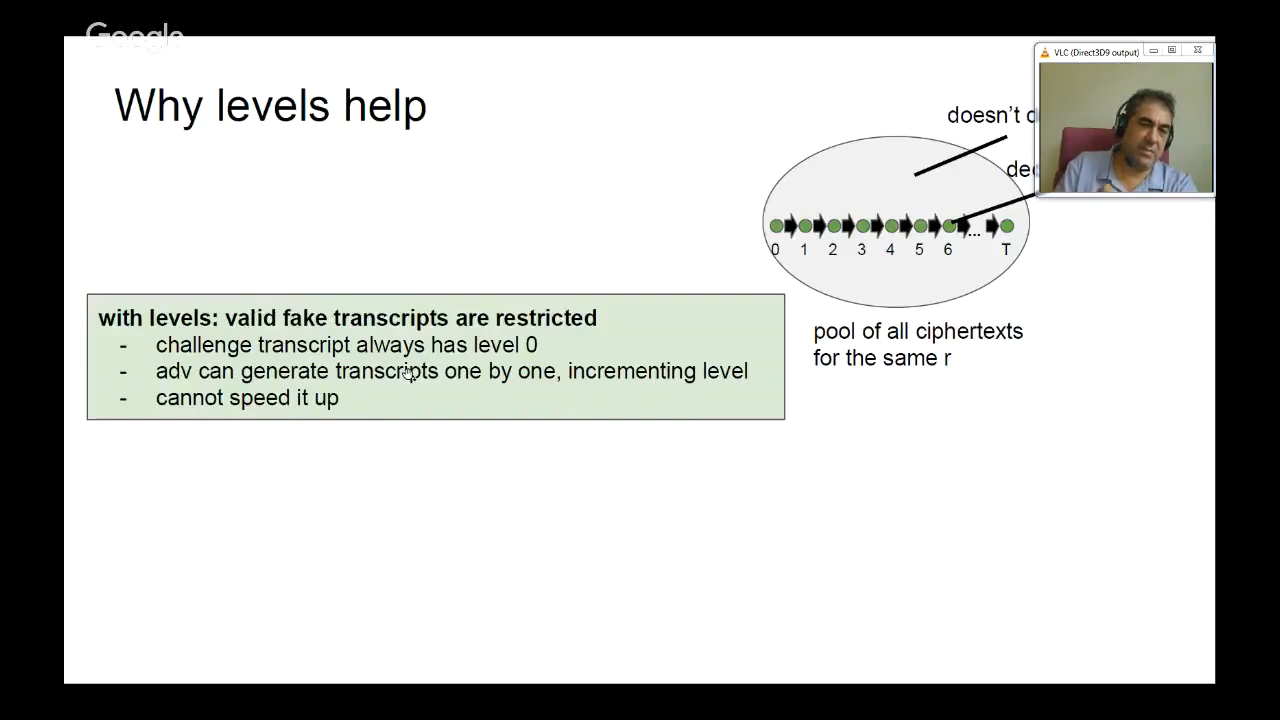 Google
VLC (Direct3D9 output)
Why levels help
doesn't
0 1 2 3 4 5 6 ... T
with levels: valid fake transcripts are restricted
- challenge transcript always has level 0
- adv can generate transcripts one by one, incrementing level
- cannot speed it up
pool of all ciphertexts
for the same r